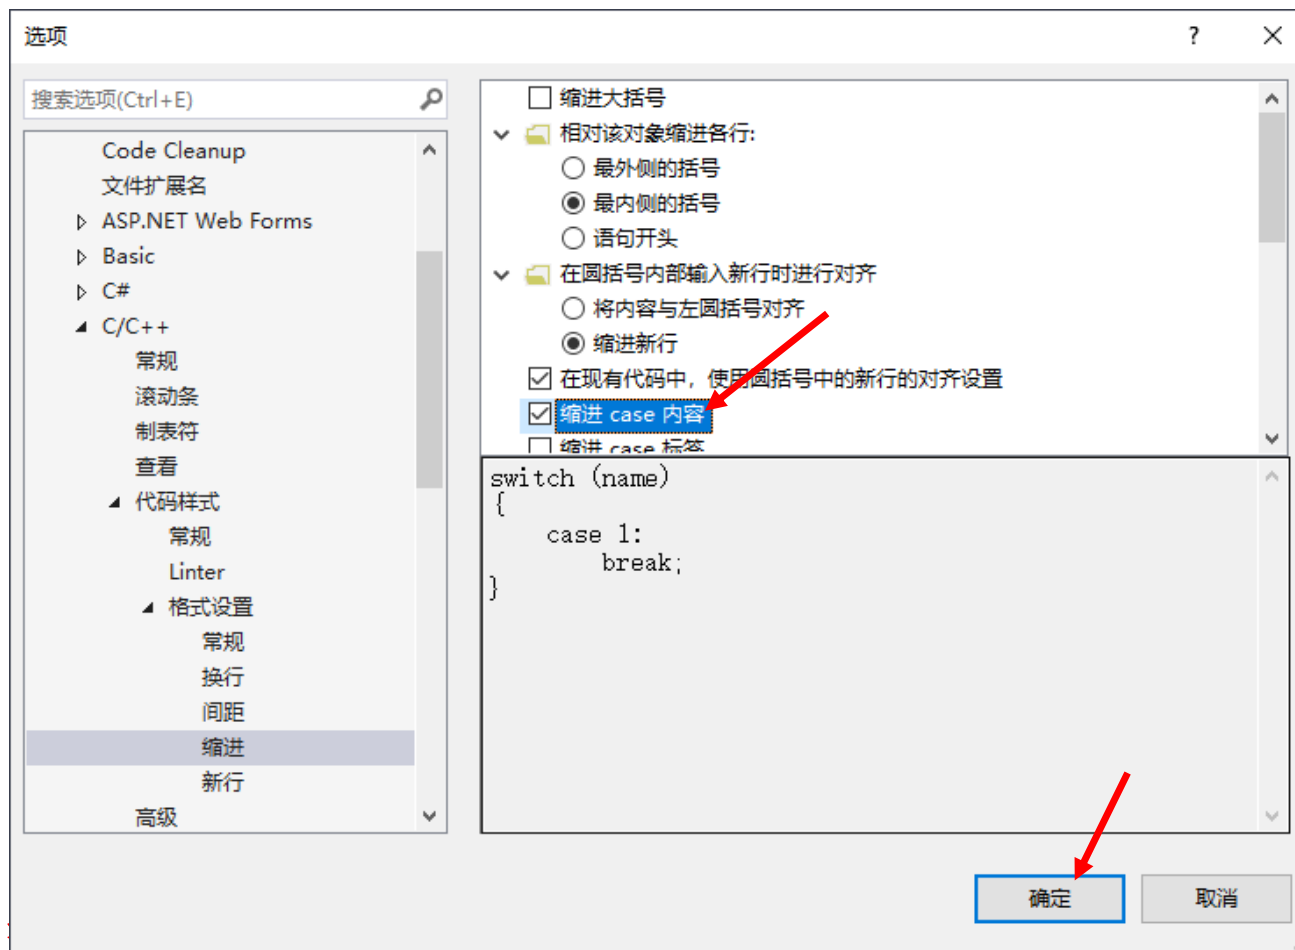 选项
?
搜索选项(Ctrl+E)
Code Cleanup
文件扩展名
ASP.NET Web Forms
Basic
C#
C/C++
常规
滚动条
制表符
查看
代码样式
常规
Linter
格式设置
常规
换行
间距
缩进
新行
高级
缩进大括号
相对该对象缩进各行:
最外侧的括号
最内侧的括号
语句开头
在圆括号内部输入新行时进行对齐
将内容与左圆括号对齐
缩进新行
在现有代码中，使用圆括号中的新行的对齐设置
缩进 case 内容
缩进 case 标签
switch (name)
{
case 1:
break;
}
确定
取消